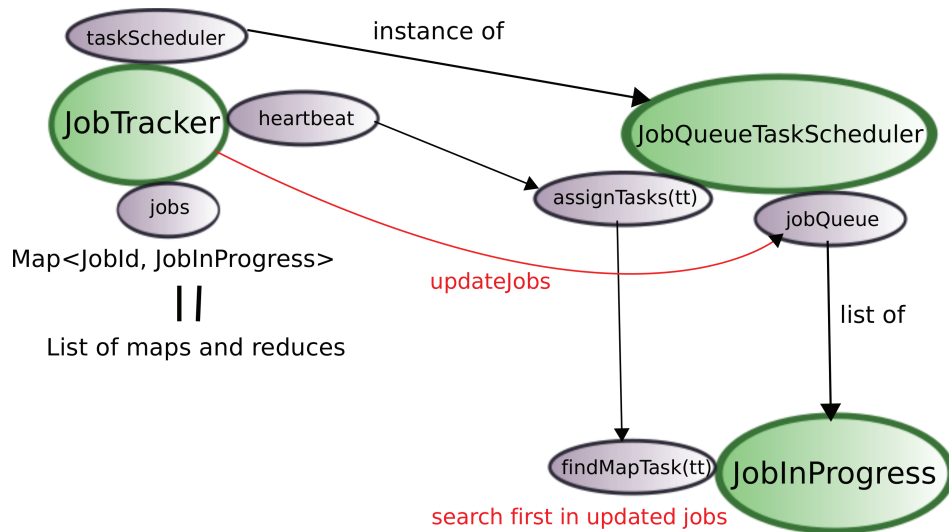 taskScheduler
instance of
JobTracker
heartbeat
JobQueueTaskScheduler
assignTasks(tt)
jobs
jobQueue
Map<JobId, JobInProgress>
updateJobs
list of
List of maps and reduces
findMapTask(tt)
JobInProgress
search first in updated jobs